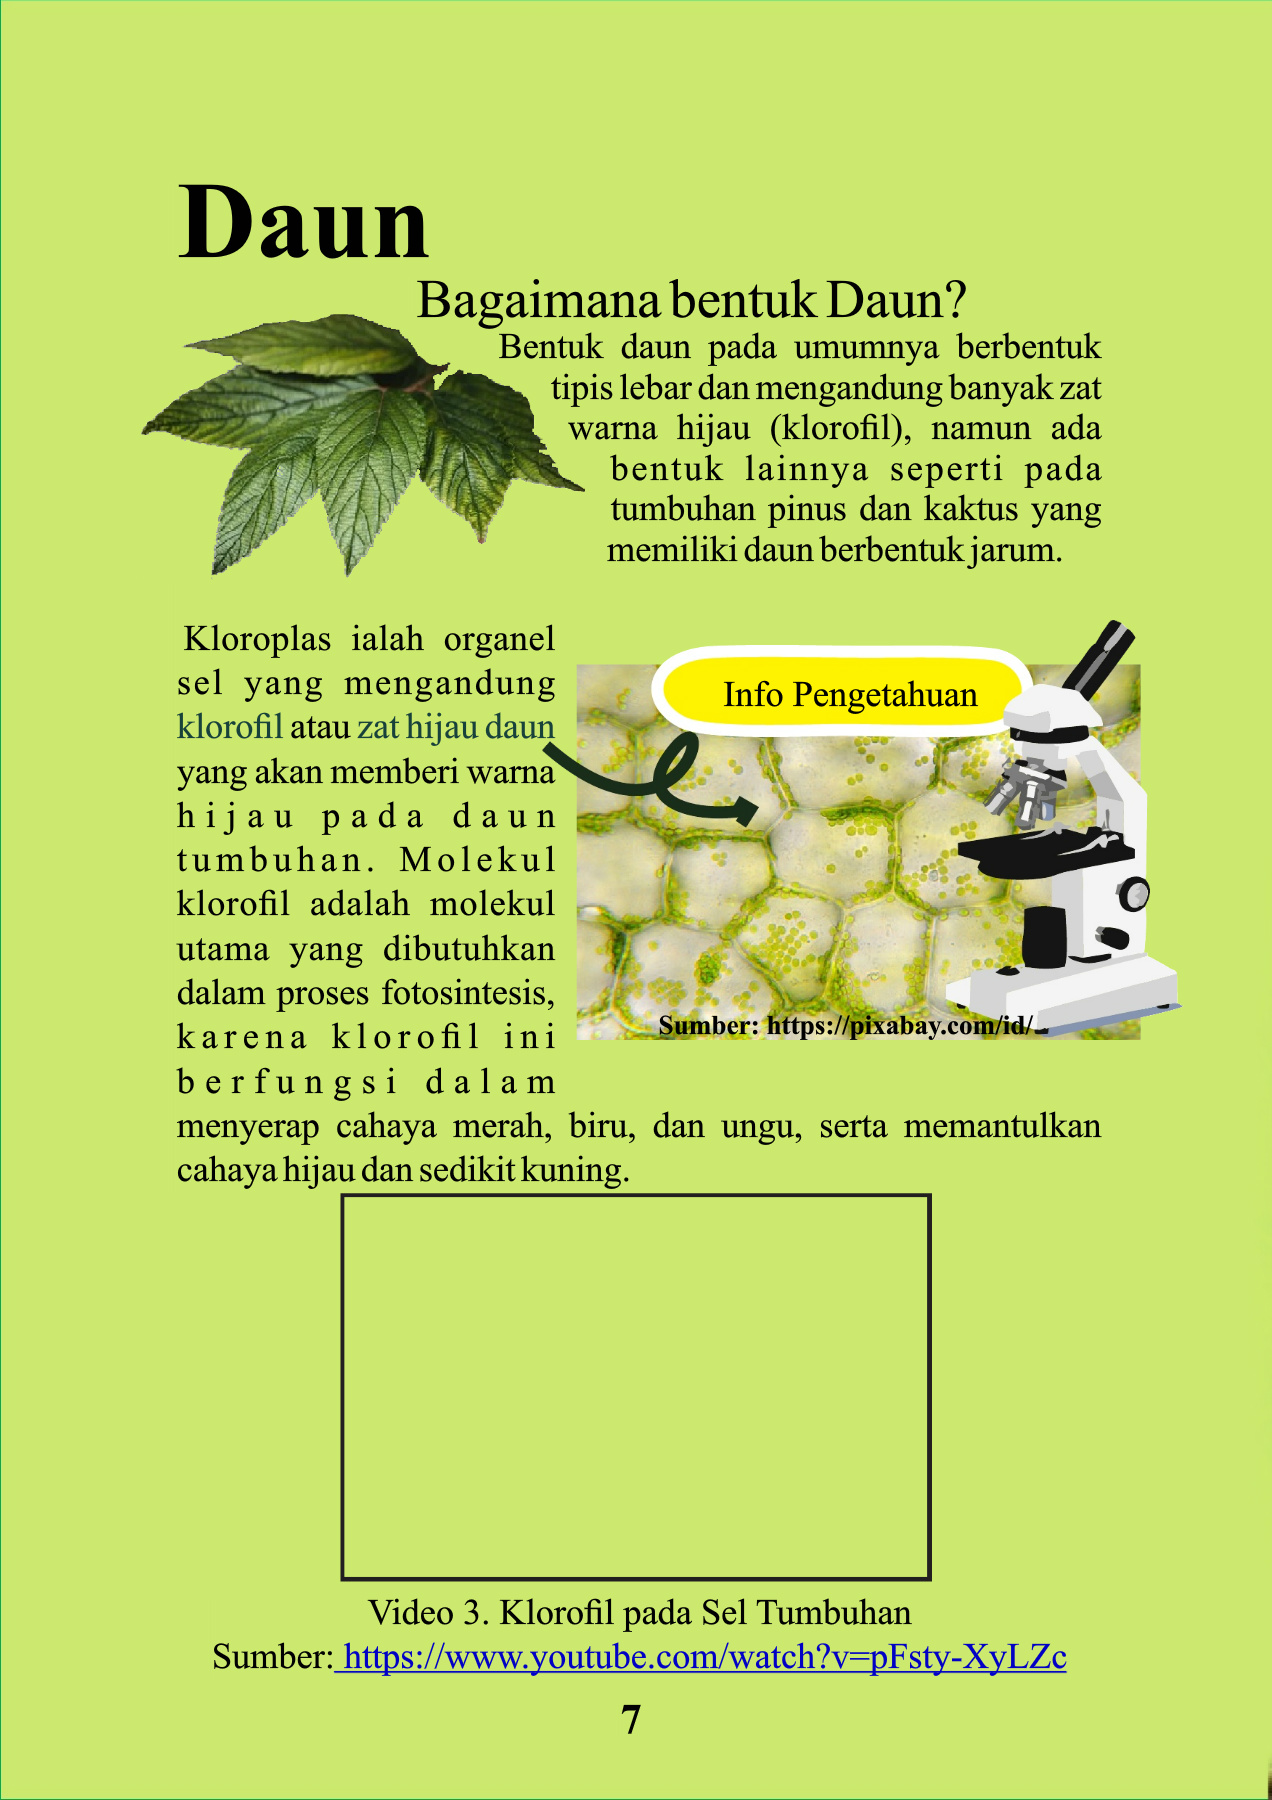 Daun
Bagaimana bentuk Daun?
Bentuk daun pada umumnya berbentuk
tipis lebar dan mengandung banyak zat
warna hijau (klorofil), namun ada
bentuk lainnya seperti pada
tumbuhan pinus dan kaktus yang
memiliki daun berbentuk jarum.
Kloroplas ialah organel
sel yang mengandung
klorofil atau zat hijau daun
yang akan memberi warna
hijau pada daun
tumbuhan. Molekul
klorofil adalah molekul
utama yang dibutuhkan
dalam proses fotosintesis,
karena klorofil ini
berfungsi dalam
menyerap cahaya merah, biru, dan ungu, serta memantulkan
cahaya hijau dan sedikit kuning.
Info Pengetahuan
Sumber: https://pixabay.com/id/
Video 3. Klorofil pada Sel Tumbuhan
Sumber: https://www.youtube.com/watch?v=pFsty-XyLZc
7